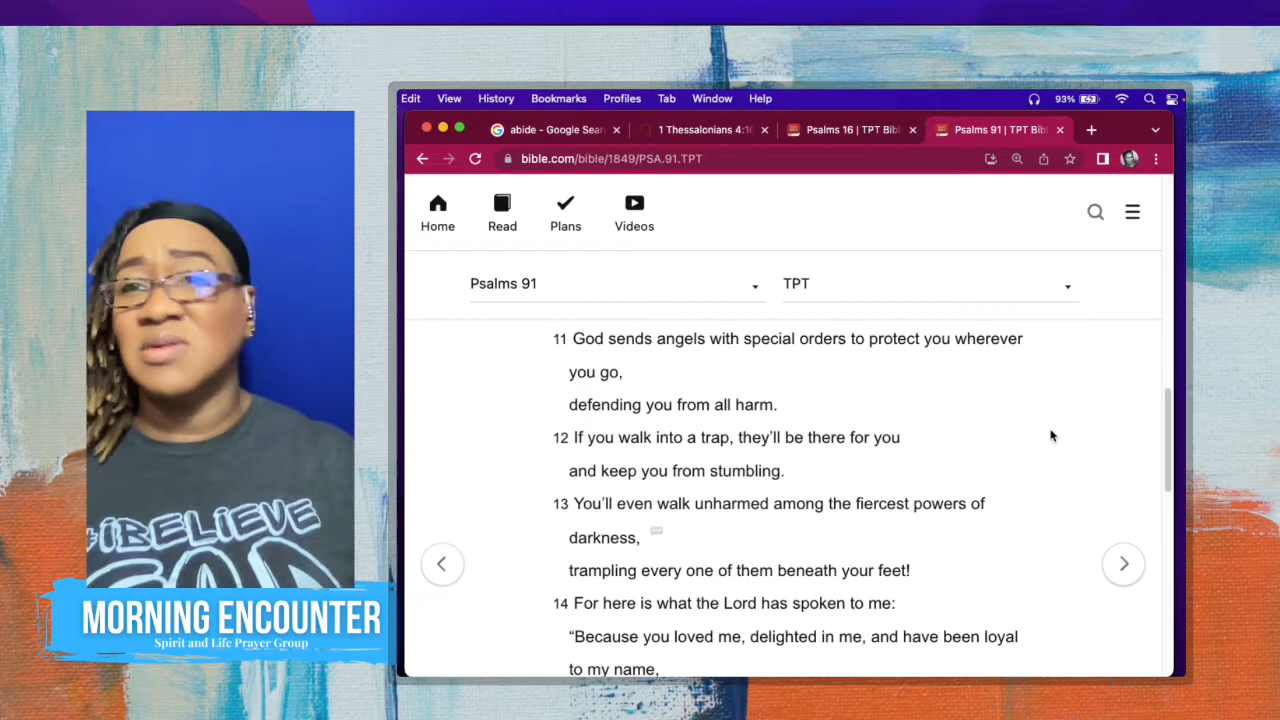 Edit View History Bookmarks Profiles Tab Window Help 93%
abide - Google Sear
1 Thessalonians 4:16
Psalms 16 | TPT Bib
Psalms 91 | TPT Bib
bible.com/bible/1849/PSA.91.TPT
Home Read Plans Videos
Psalms 91 TPT
11 God sends angels with special orders to protect you wherever
you go,
defending you from all harm.
12 If you walk into a trap, they’ll be there for you
and keep you from stumbling.
13 You’ll even walk unharmed among the fiercest powers of
darkness,
trampling every one of them beneath your feet!
14 For here is what the Lord has spoken to me:
“Because you loved me, delighted in me, and have been loyal
to my name,
#iBELiEVE
GOD
MORNING ENCOUNTER
Spirit and Life Prayer Group